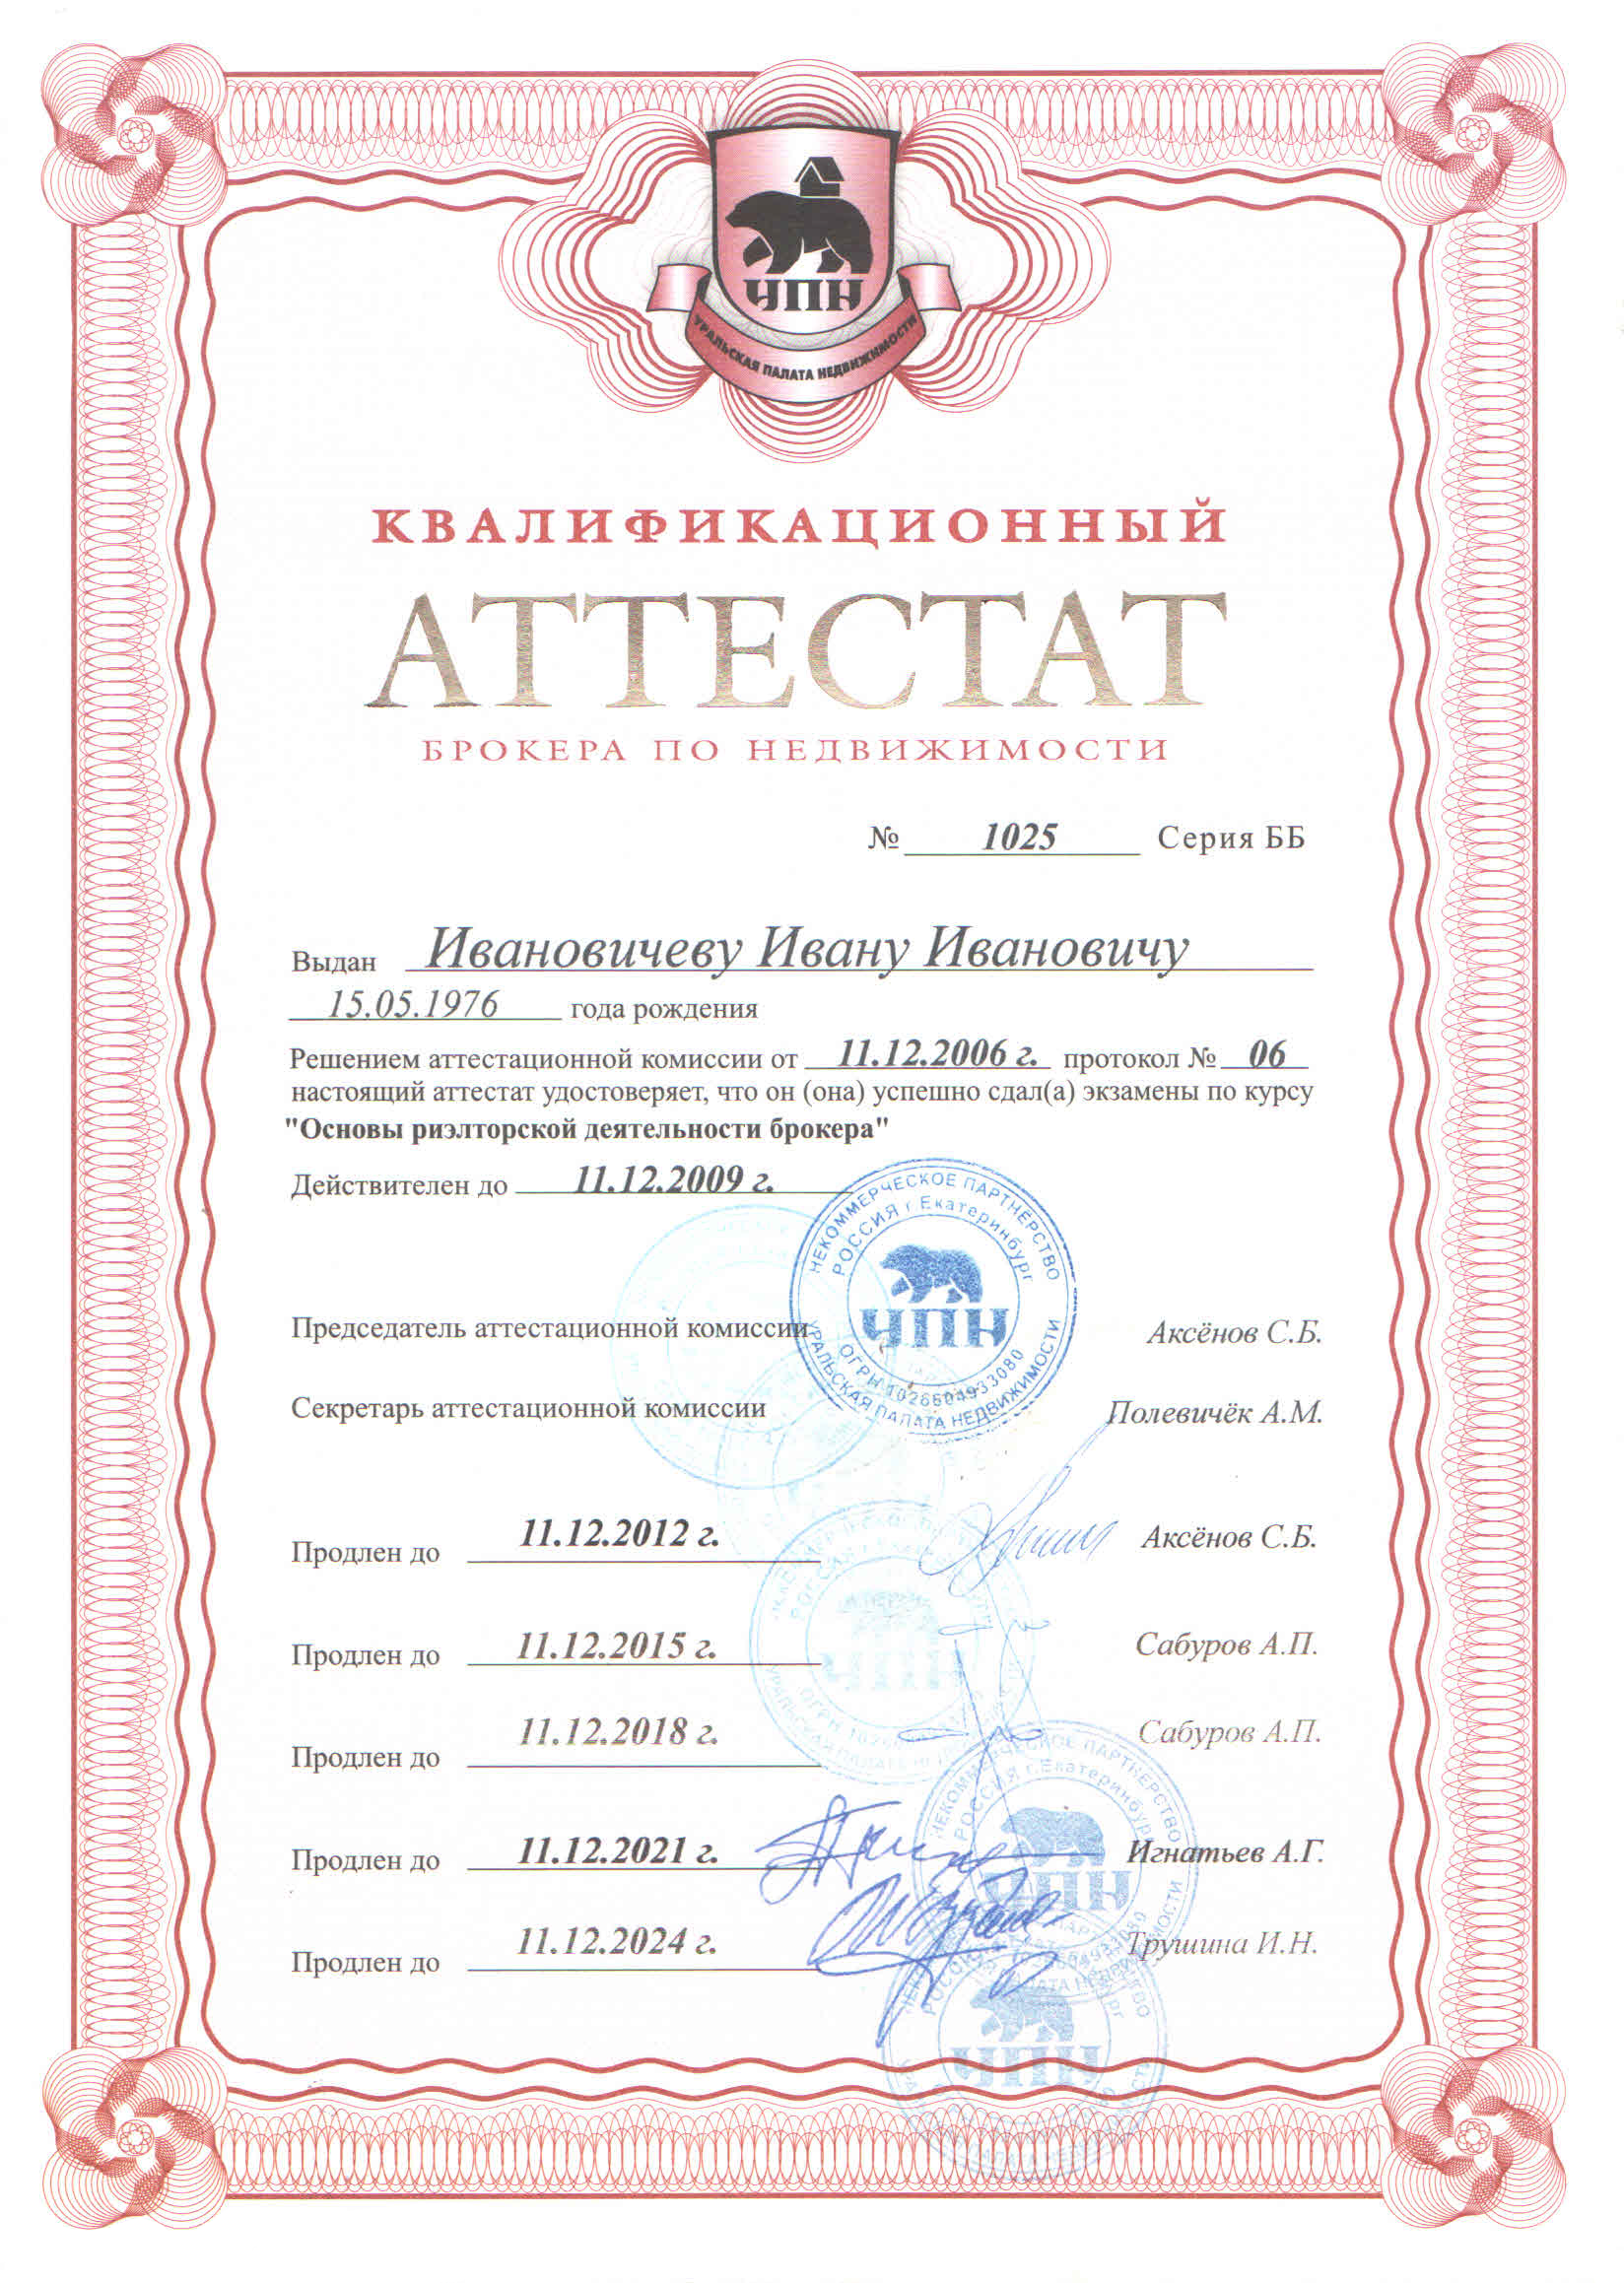 УПН
УРАЛЬСКАЯ ПАЛАТА НЕДВИЖИМОСТИ
КВАЛИФИКАЦИОННЫЙ
АТТЕСТАТ
БРОКЕРА ПО НЕДВИЖИМОСТИ
№ 1025 Серия ББ
Выдан Ивановичеву Ивану Ивановичу
15.05.1976 года рождения
Решением аттестационной комиссии от 11.12.2006 г. протокол № 06
настоящий аттестат удостоверяет, что он (она) успешно сдал(а) экзамены по курсу
"Основы риэлторской деятельности брокера"
Действителен до 11.12.2009 г.
НЕКОММЕРЧЕСКОЕ ПАРТНЁРСТВО
РОССИЯ г.Екатеринбург
УПН
ОГРН 1026604933080
УРАЛЬСКАЯ ПАЛАТА НЕДВИЖИМОСТИ
Председатель аттестационной комиссии Аксёнов С.Б.
Секретарь аттестационной комиссии Полевичёк А.М.
Продлен до 11.12.2012 г. Аксёнов С.Б.
Продлен до 11.12.2015 г. Сабуров А.П.
Продлен до 11.12.2018 г. Сабуров А.П.
НЕКОММЕРЧЕСКОЕ ПАРТНЕРСТВО
РОССИЯ г.Екатеринбург
УПН
Продлен до 11.12.2021 г. Игнатьев А.Г.
Продлен до 11.12.2024 г. Трушина И.Н.
УПН